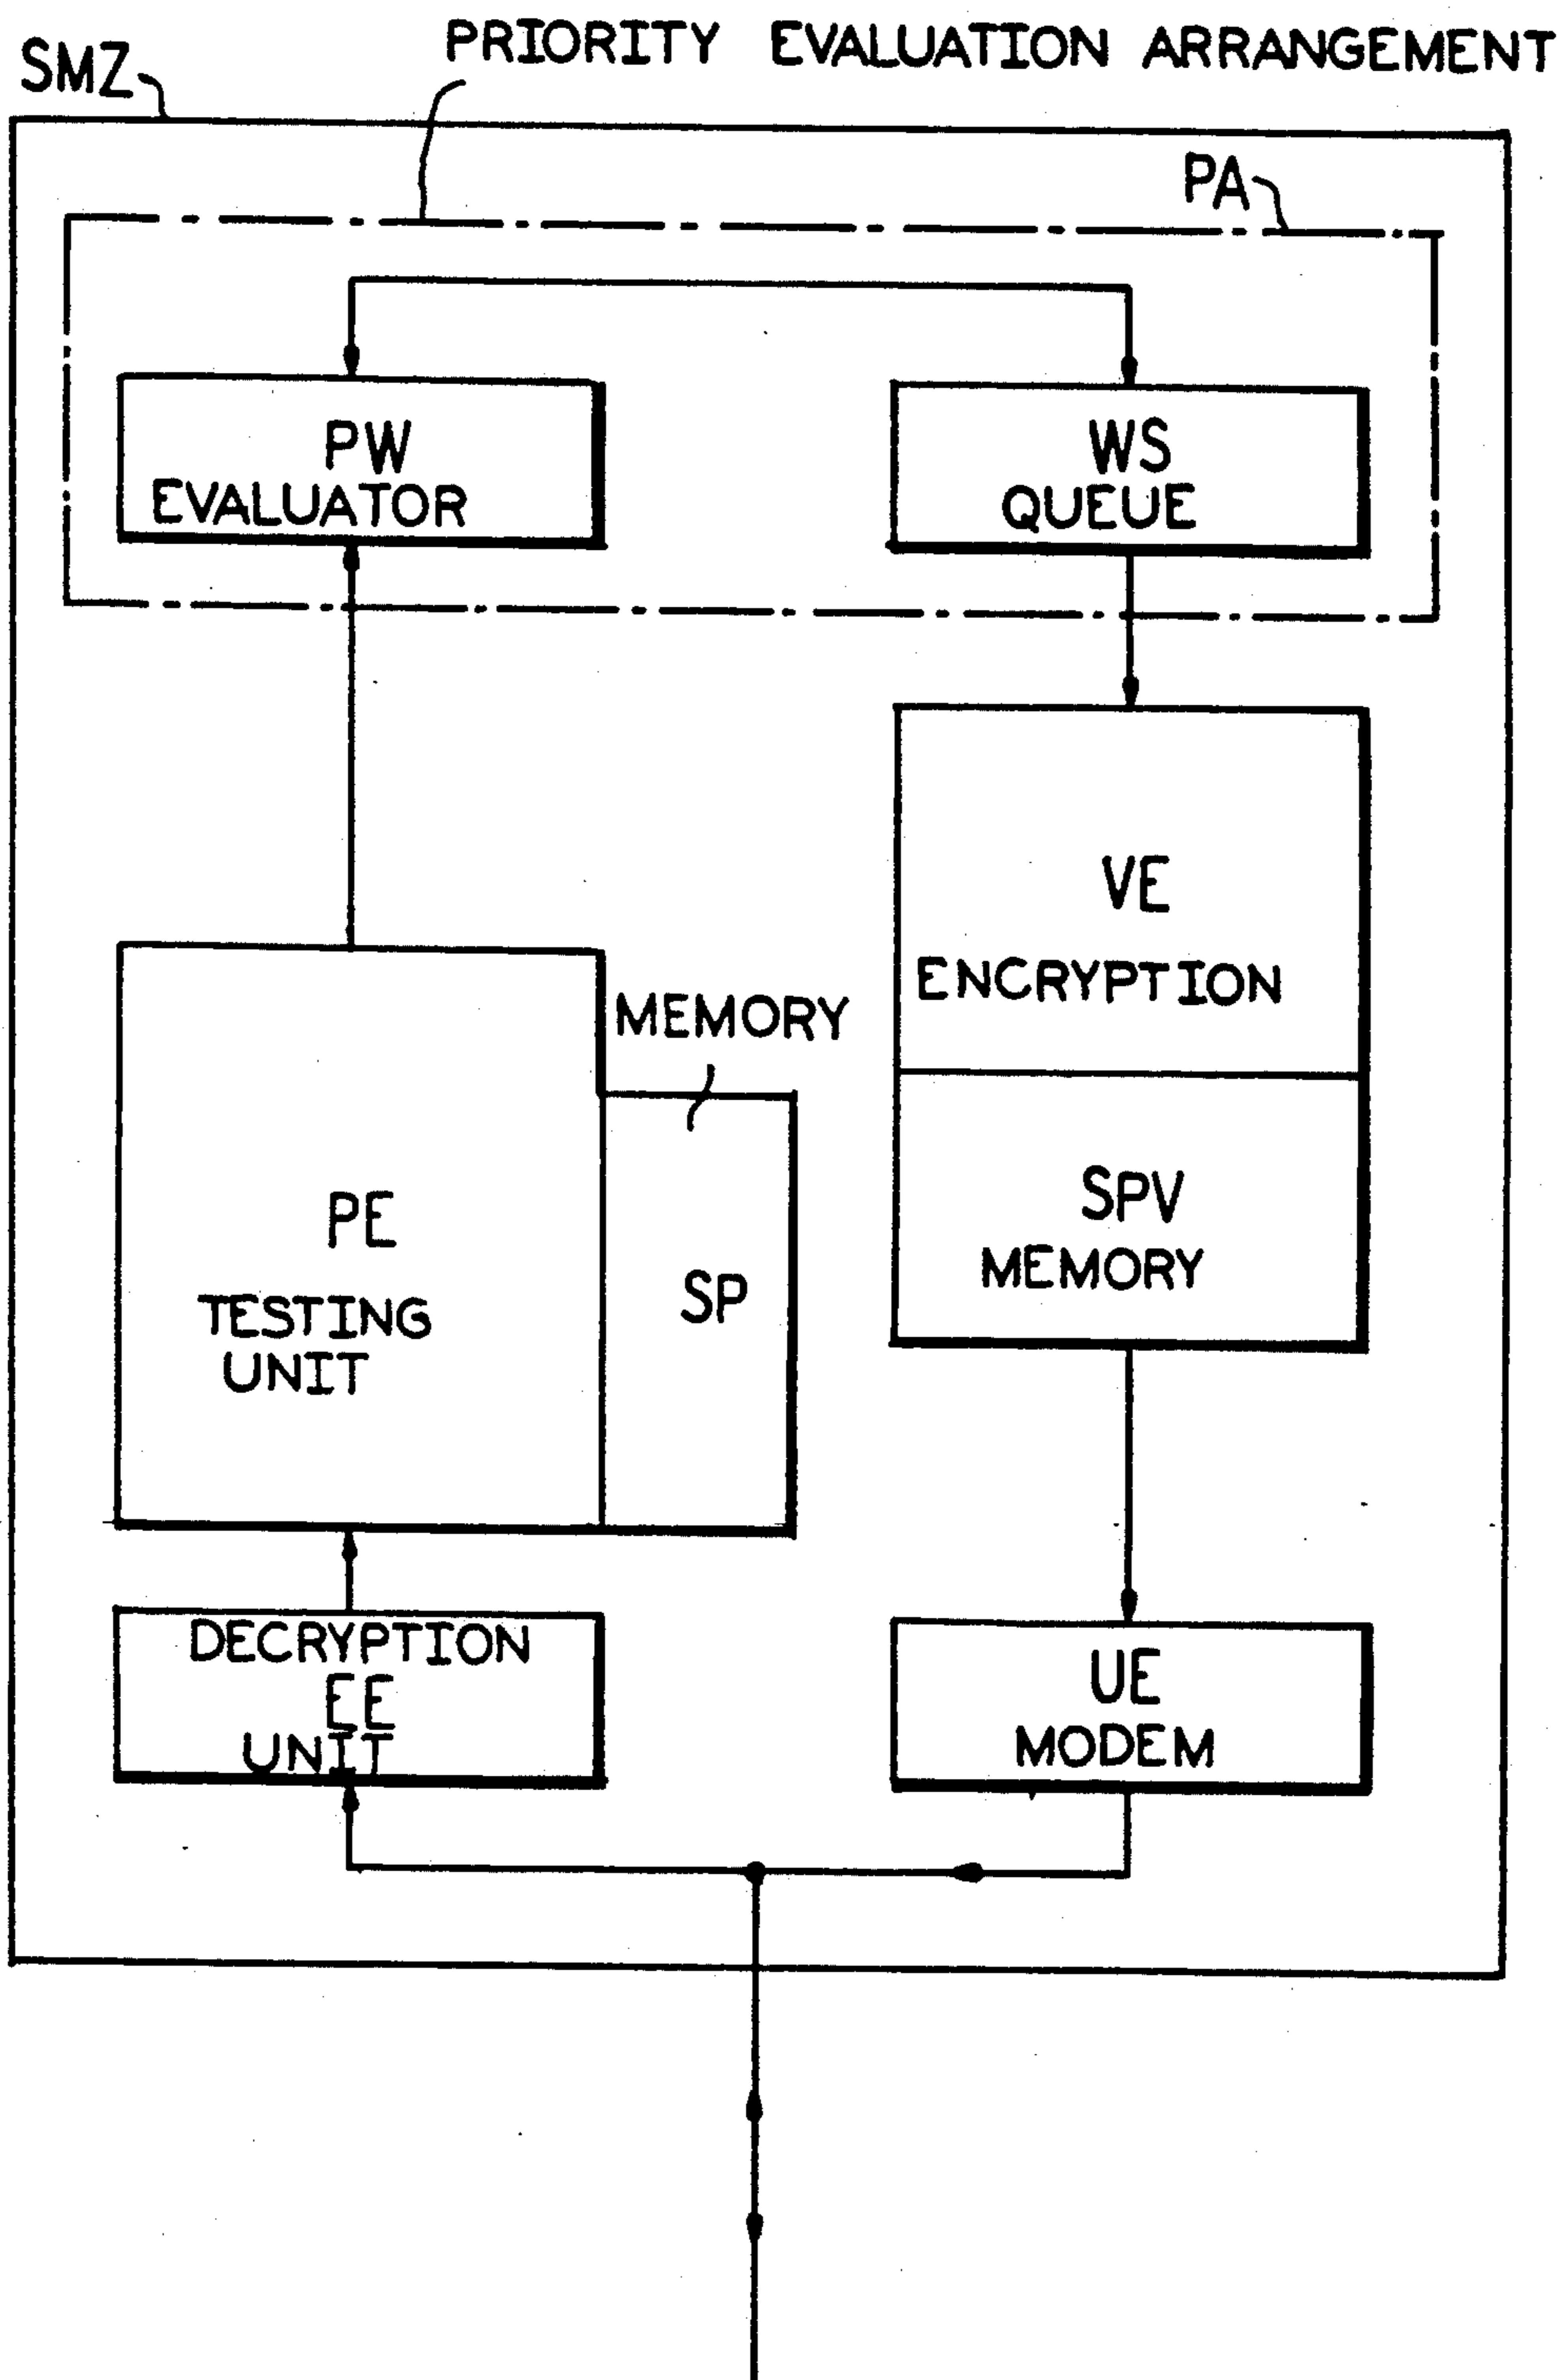 PRIORITY EVALUATION ARRANGEMENT
SMZ
PA
PW
EVALUATOR
WS
QUEUE
VE
ENCRYPTION
MEMORY
SPV
MEMORY
PE
TESTING
UNIT
SP
DECRYPTION
EE
UNIT
UE
MODEM